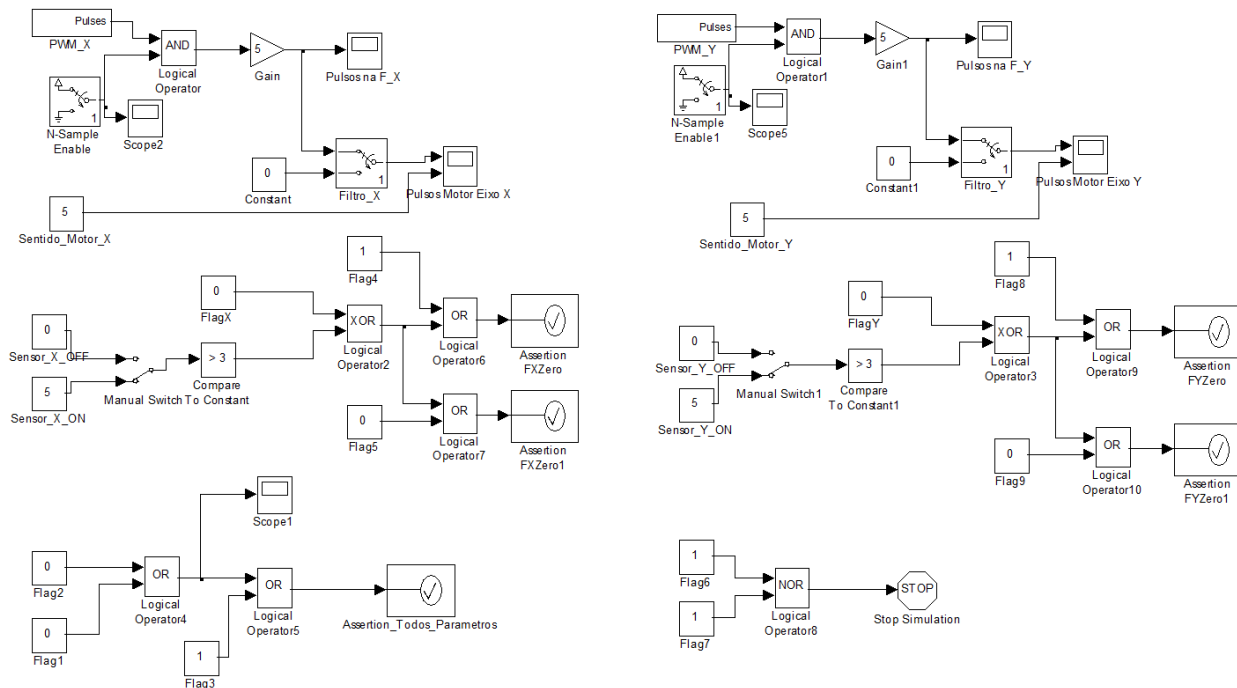 Pulses
PWM_X
AND
Logical
Operator
5
Gain
Pulsos na F_X
1
N-Sample
Enable
Scope2
0
Constant
1
Filtro_X
Pulsos Motor Eixo X
5
Sentido_Motor_X
Pulses
PWM_Y
AND
Logical
Operator1
5
Gain1
Pulsos na F_Y
1
N-Sample
Enable1
Scope5
0
Constant1
1
Filtro_Y
Pulsos Motor Eixo Y
5
Sentido_Motor_Y
1
Flag4
0
FlagX
0
Sensor_X_OFF
5
Sensor_X_ON
Manual Switch
> 3
Compare
To Constant
XOR
Logical
Operator2
OR
Logical
Operator6
Assertion
FXZero
0
Flag5
OR
Logical
Operator7
Assertion
FXZero1
1
Flag8
0
FlagY
0
Sensor_Y_OFF
5
Sensor_Y_ON
Manual Switch1
> 3
Compare
To Constant1
XOR
Logical
Operator3
OR
Logical
Operator9
Assertion
FYZero
0
Flag9
OR
Logical
Operator10
Assertion
FYZero1
Scope1
0
Flag2
0
Flag1
OR
Logical
Operator4
1
Flag3
OR
Logical
Operator5
Assertion_Todos_Parametros
1
Flag6
1
Flag7
NOR
Logical
Operator8
STOP
Stop Simulation